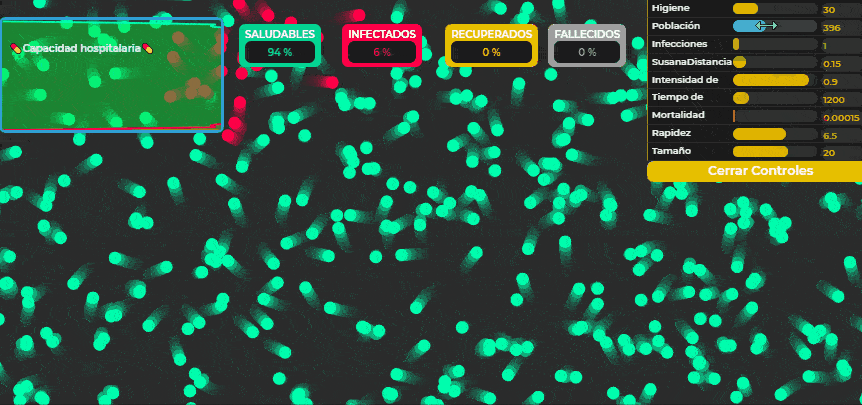 Capacidad hospitalaria
SALUDABLES
94 %
INFECTADOS
6 %
RECUPERADOS
0 %
FALLECIDOS
0 %
Higiene 30
Población 396
Infecciones 1
SusanaDistancia 0.15
Intensidad de 0.9
Tiempo de 1200
Mortalidad 0.00015
Rapidez 6.5
Tamaño 20
Cerrar Controles